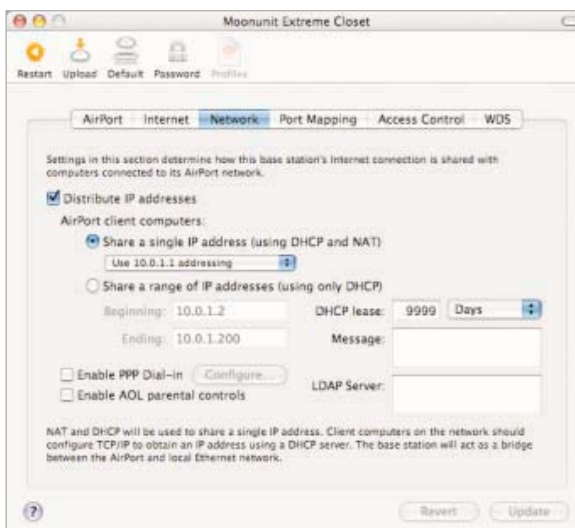 Moonunit Extreme Closet
Restart Upload Default Password Profiles
AirPort Internet Network Port Mapping Access Control WDS
Settings in this section determine how this base station's Internet connection is shared with
computers connected to its AirPort network.
Distribute IP addresses
AirPort client computers:
Share a single IP address (using DHCP and NAT)
Use 10.0.1.1 addressing
Share a range of IP addresses (using only DHCP)
Beginning: 10.0.1.2 DHCP lease: 9999 Days
Ending: 10.0.1.200 Message:
Enable PPP Dial-in Configure...
LDAP Server:
Enable AOL parental controls
NAT and DHCP will be used to share a single IP address. Client computers on the network should
configure TCP/IP to obtain an IP address using a DHCP server. The base station will act as a bridge
between the AirPort and local Ethernet network.
? Revert Update